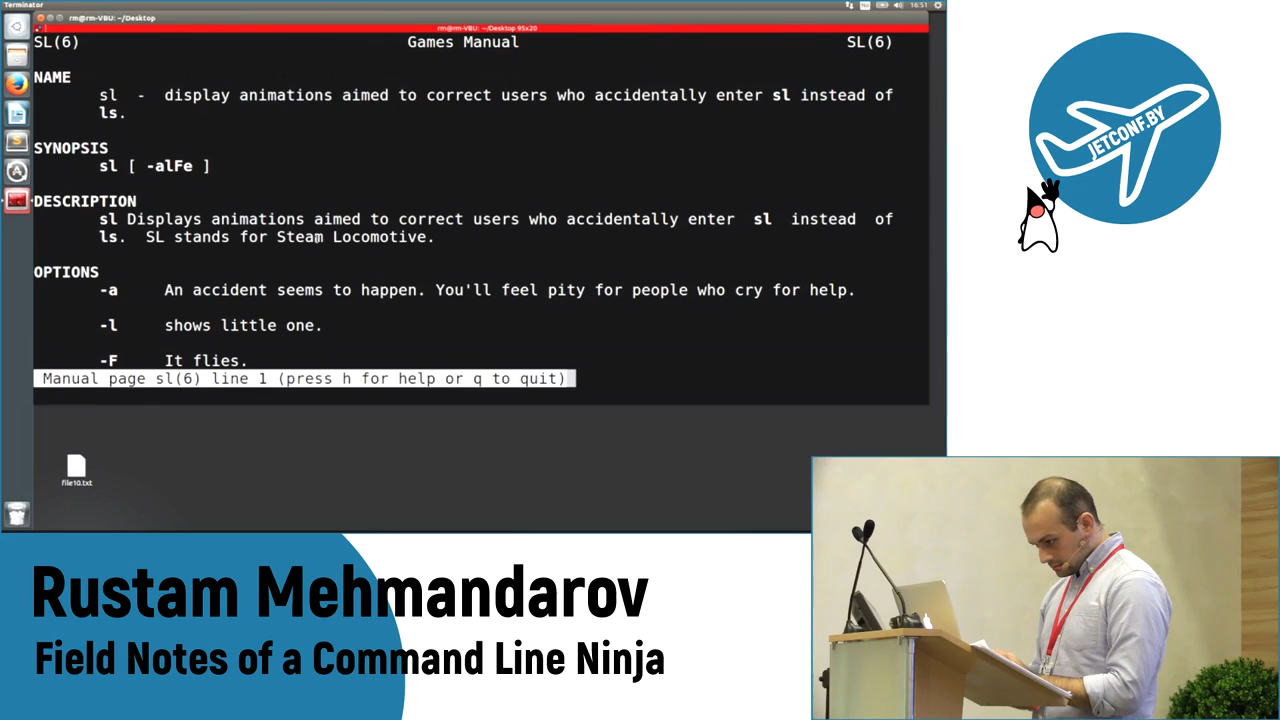 Terminator
16:51
rm@rm-VBU: ~/Desktop
rm@rm-VBU: ~/Desktop 95x20
SL(6) Games Manual SL(6)
NAME
sl - display animations aimed to correct users who accidentally enter sl instead of
ls.
SYNOPSIS
sl [ -alFe ]
DESCRIPTION
sl Displays animations aimed to correct users who accidentally enter sl instead of
ls. SL stands for Steam Locomotive.
OPTIONS
-a An accident seems to happen. You'll feel pity for people who cry for help.
-l shows little one.
-F It flies.
Manual page sl(6) line 1 (press h for help or q to quit)
file10.txt
JETCONF.BY
Rustam Mehmandarov
Field Notes of a Command Line Ninja